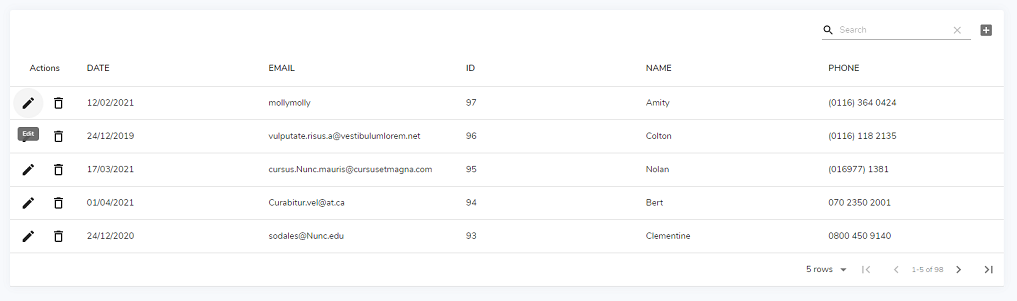 Search
Actions DATE EMAIL ID NAME PHONE
12/02/2021 mollymolly 97 Amity (0116) 364 0424
Edit
24/12/2019 vulputate.risus.a@vestibulumlorem.net 96 Colton (0116) 118 2135
17/03/2021 cursus.Nunc.mauris@cursusetmagna.com 95 Nolan (016977) 1381
01/04/2021 Curabitur.vel@at.ca 94 Bert 070 2350 2001
24/12/2020 sodales@Nunc.edu 93 Clementine 0800 450 9140
5 rows 1-5 of 98